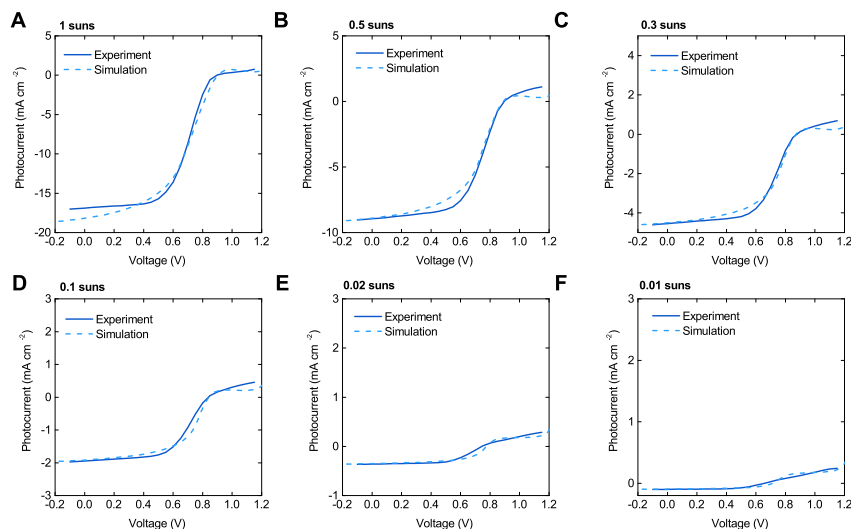 A
1 suns
5
0
-5
-10
-15
-20
-0.2 0.0 0.2 0.4 0.6 0.8 1.0 1.2
Voltage (V)
Photocurrent (mA cm -2)
Experiment
Simulation
B
0.5 suns
5
0
-5
-10
-0.2 0.0 0.2 0.4 0.6 0.8 1.0 1.2
Voltage (V)
Photocurrent (mA cm -2)
Experiment
Simulation
C
0.3 suns
4
2
0
-2
-4
-0.2 0.0 0.2 0.4 0.6 0.8 1.0 1.2
Voltage (V)
Photocurrent (mA cm -2)
Experiment
Simulation
D
0.1 suns
3
2
1
0
-1
-2
-3
-0.2 0.0 0.2 0.4 0.6 0.8 1.0 1.2
Voltage (V)
Photocurrent (mA cm -2)
Experiment
Simulation
E
0.02 suns
3
2
1
0
-1
-0.2 0.0 0.2 0.4 0.6 0.8 1.0 1.2
Voltage (V)
Photocurrent (mA cm -2)
Experiment
Simulation
F
0.01 suns
3
2
1
0
-0.2 0.0 0.2 0.4 0.6 0.8 1.0 1.2
Voltage (V)
Photocurrent (mA cm -2)
Experiment
Simulation